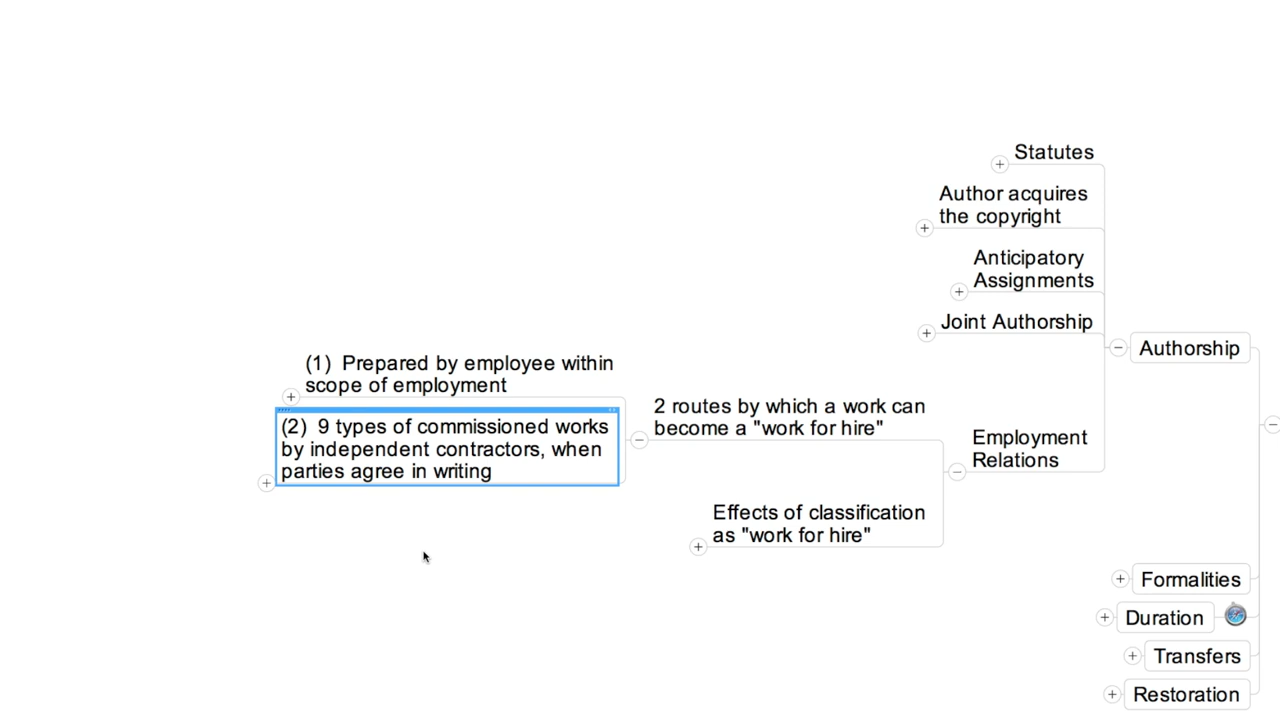 Statutes
Author acquires
the copyright
Anticipatory
Assignments
Joint Authorship
Authorship
(1) Prepared by employee within
scope of employment
(2) 9 types of commissioned works
by independent contractors, when
parties agree in writing
2 routes by which a work can
become a "work for hire"
Employment
Relations
Effects of classification
as "work for hire"
Formalities
Duration
Transfers
Restoration